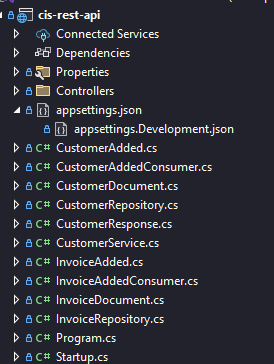 cis-rest-api
Connected Services
Dependencies
Properties
Controllers
appsettings.json
appsettings.Development.json
C# CustomerAdded.cs
C# CustomerAddedConsumer.cs
C# CustomerDocument.cs
C# CustomerRepository.cs
C# CustomerResponse.cs
C# CustomerService.cs
C# InvoiceAdded.cs
C# InvoiceAddedConsumer.cs
C# InvoiceDocument.cs
C# InvoiceRepository.cs
C# Program.cs
C# Startup.cs